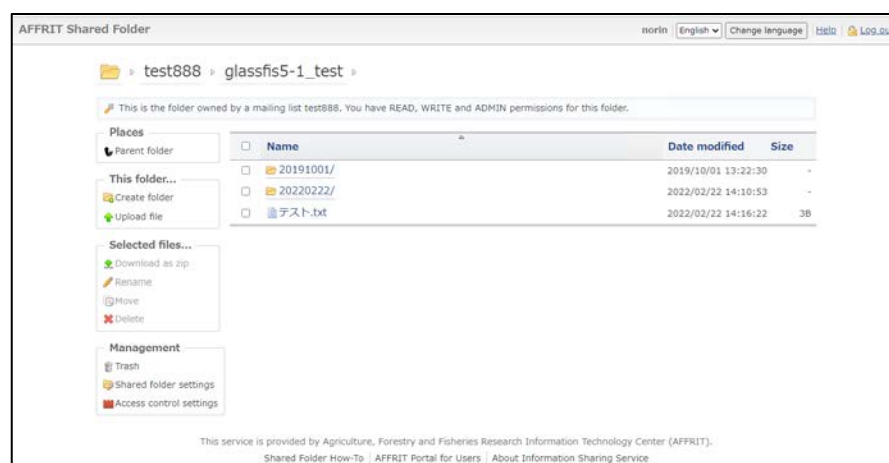 AFFRIT Shared Folder
norin English Change language Help Log ou
test888 glassfis5-1_test
This is the folder owned by a mailing list test888. You have READ, WRITE and ADMIN permissions for this folder.
Places
Parent folder
This folder...
Create folder
Upload file
Selected files...
Download as zip
Rename
Move
Delete
Management
Trash
Shared folder settings
Access control settings
Name Date modified Size
20191001/ 2019/10/01 13:22:30 -
20220222/ 2022/02/22 14:10:53 -
テスト.txt 2022/02/22 14:16:22 3B
This service is provided by Agriculture, Forestry and Fisheries Research Information Technology Center (AFFRIT).
Shared Folder How-To | AFFRIT Portal for Users | About Information Sharing Service